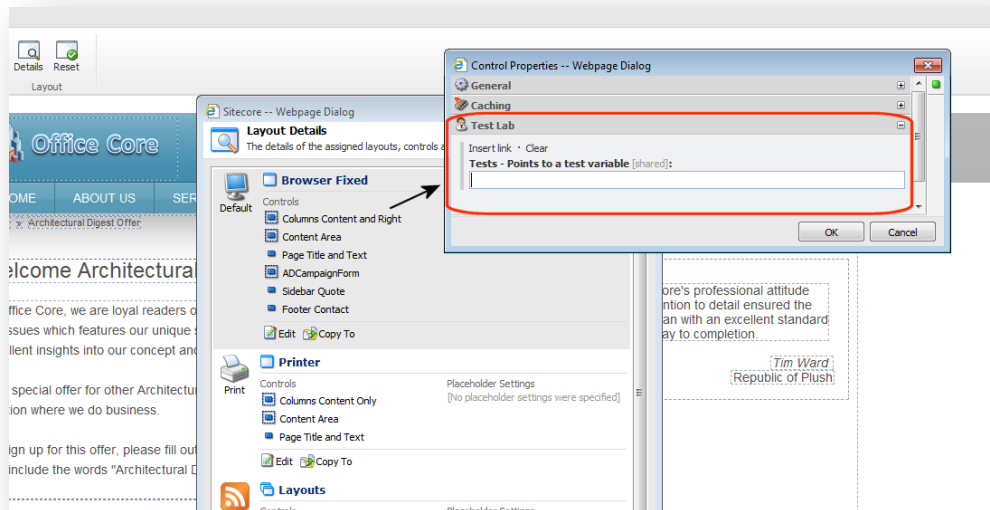 Details Reset
Layout
Office Core
OME ABOUT US SER
» Architectural Digest Offer
elcome Architectural
ffice Core, we are loyal readers o
ssues which features our unique s
llent insights into our concept and
special offer for other Architectu
tion where we do business.
ign up for this offer, please fill out
include the words "Architectural D
Sitecore -- Webpage Dialog
Layout Details
The details of the assigned layouts, controls a
Default
Browser Fixed
Controls
Columns Content and Right
Content Area
Page Title and Text
ADCampaignForm
Sidebar Quote
Footer Contact
Edit Copy To
Print
Printer
Controls Placeholder Settings
Columns Content Only [No placeholder settings were specified]
Content Area
Page Title and Text
Edit Copy To
Layouts
Controls Placeholder Settings
Control Properties -- Webpage Dialog
General
Caching
Test Lab
Insert link · Clear
Tests - Points to a test variable [shared]:
OK Cancel
ore's professional attitude
ntion to detail ensured the
an with an excellent standard
ay to completion.
Tim Ward
Republic of Plush